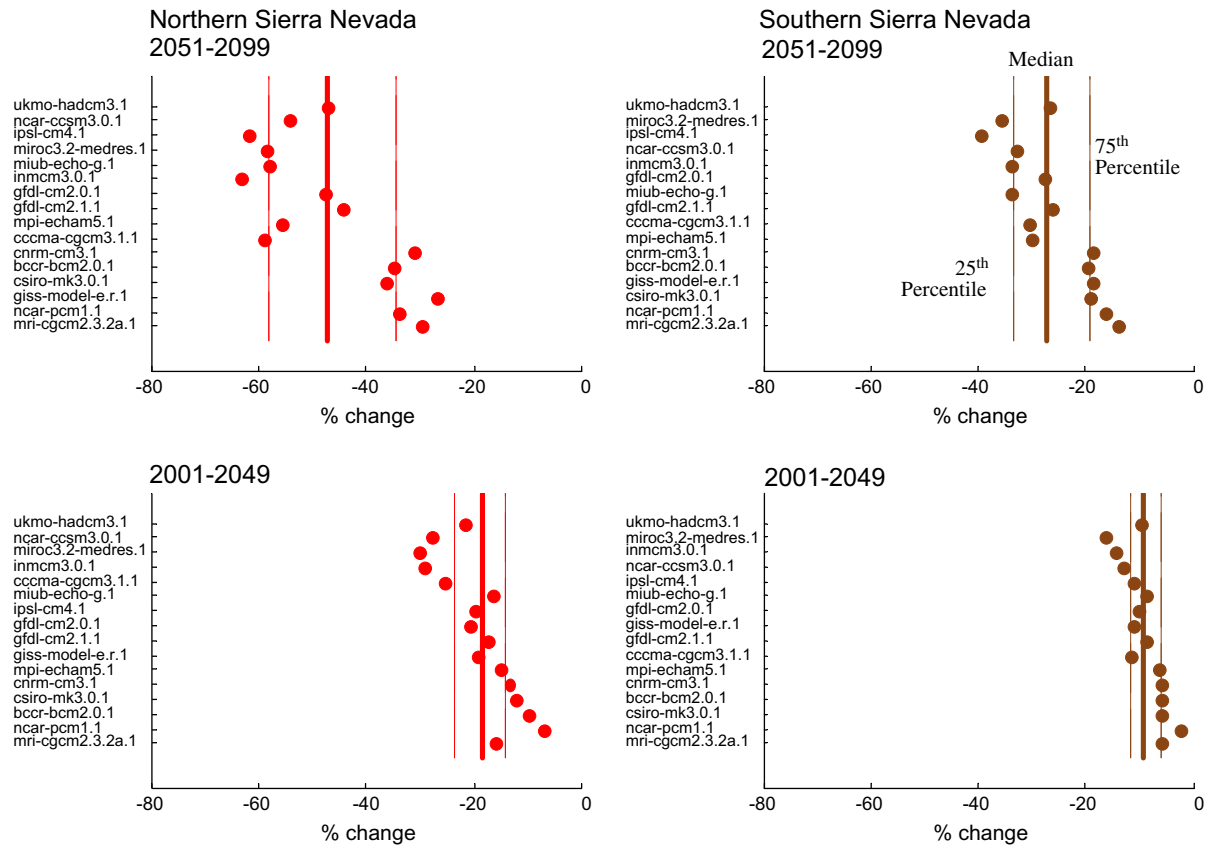 Northern Sierra Nevada
2051-2099
ukmo-hadcm3.1
ncar-ccsm3.0.1
ipsl-cm4.1
miroc3.2-medres.1
miub-echo-g.1
inmcm3.0.1
gfdl-cm2.0.1
gfdl-cm2.1.1
mpi-echam5.1
cccma-cgcm3.1.1
cnrm-cm3.1
bccr-bcm2.0.1
csiro-mk3.0.1
giss-model-e.r.1
ncar-pcm1.1
mri-cgcm2.3.2a.1
-80 -60 -40 -20 0
% change
Southern Sierra Nevada
2051-2099
Median
ukmo-hadcm3.1
miroc3.2-medres.1
ipsl-cm4.1
ncar-ccsm3.0.1
inmcm3.0.1
gfdl-cm2.0.1
miub-echo-g.1
gfdl-cm2.1.1
cccma-cgcm3.1.1
mpi-echam5.1
cnrm-cm3.1
bccr-bcm2.0.1
giss-model-e.r.1
csiro-mk3.0.1
ncar-pcm1.1
mri-cgcm2.3.2a.1
75th
Percentile
25th
Percentile
-80 -60 -40 -20 0
% change
2001-2049
ukmo-hadcm3.1
ncar-ccsm3.0.1
miroc3.2-medres.1
inmcm3.0.1
cccma-cgcm3.1.1
miub-echo-g.1
ipsl-cm4.1
gfdl-cm2.0.1
gfdl-cm2.1.1
giss-model-e.r.1
mpi-echam5.1
cnrm-cm3.1
csiro-mk3.0.1
bccr-bcm2.0.1
ncar-pcm1.1
mri-cgcm2.3.2a.1
-80 -60 -40 -20 0
% change
2001-2049
ukmo-hadcm3.1
miroc3.2-medres.1
inmcm3.0.1
ncar-ccsm3.0.1
ipsl-cm4.1
miub-echo-g.1
gfdl-cm2.0.1
giss-model-e.r.1
gfdl-cm2.1.1
cccma-cgcm3.1.1
mpi-echam5.1
cnrm-cm3.1
bccr-bcm2.0.1
csiro-mk3.0.1
ncar-pcm1.1
mri-cgcm2.3.2a.1
-80 -60 -40 -20 0
% change